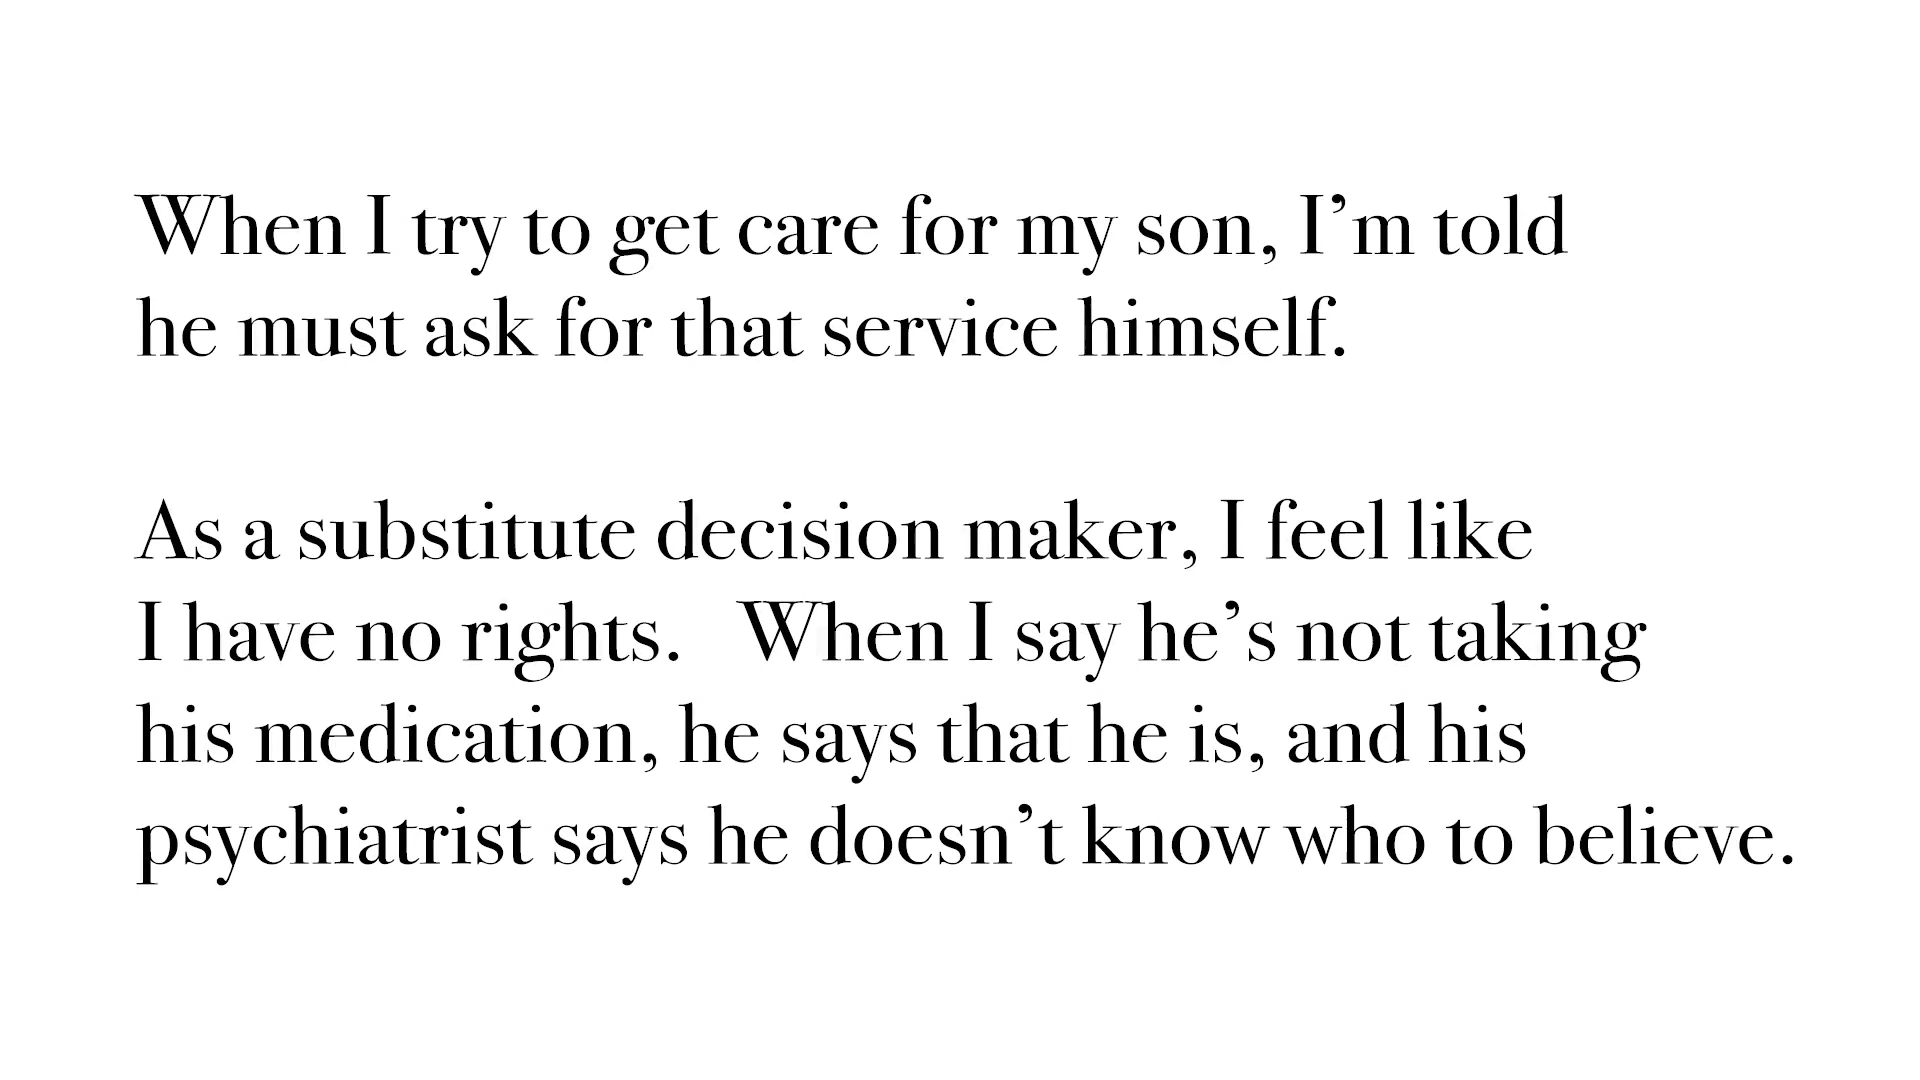 When I try to get care for my son, I’m told
he must ask for that service himself.
As a substitute decision maker, I feel like
I have no rights.   When I say he’s not taking
his medication, he says that he is, and his
psychiatrist says he doesn’t know who to believe.